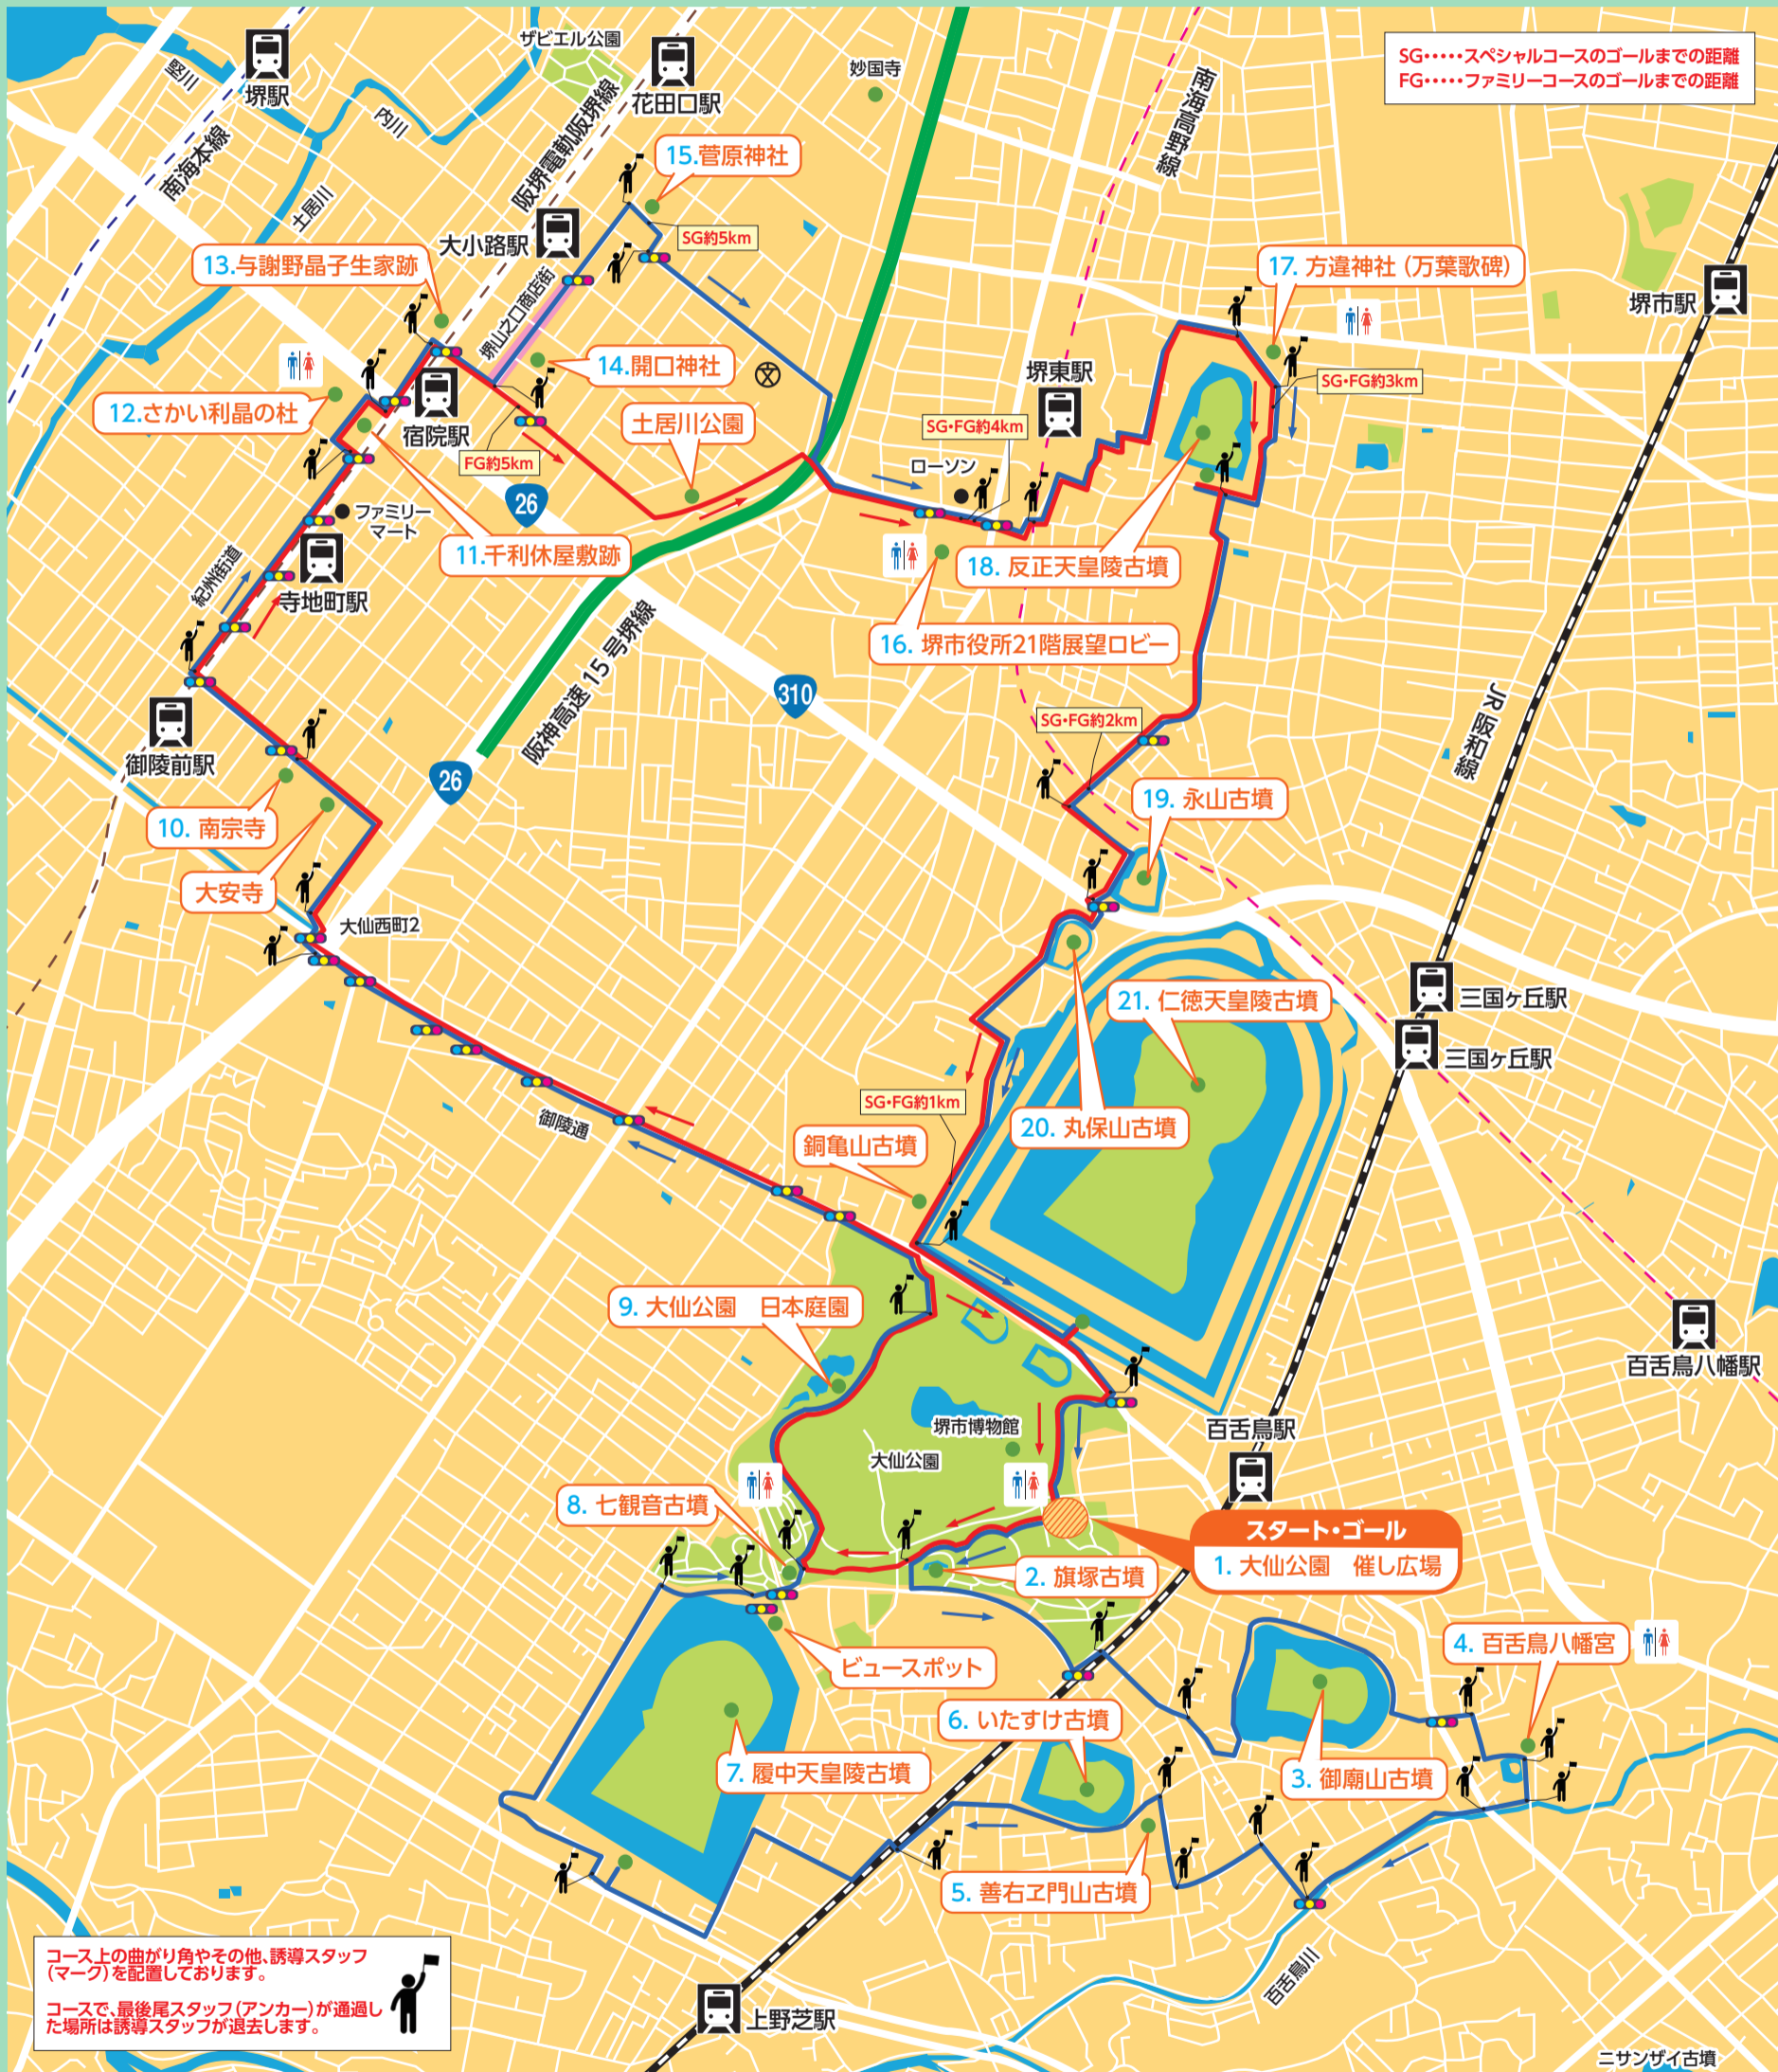 SG・・・・・スペシャルコースのゴールまでの距離
FG・・・・・ファミリーコースのゴールまでの距離
ザビエル公園
堺駅
竪川
内川
花田口駅
妙国寺
南海高野線
南海本線
阪堺電軌阪堺線
土居川
15.菅原神社
大小路駅
SG約5km
13.与謝野晶子生家跡
17. 方違神社（万葉歌碑）
堺市駅
堺山之口商店街
14.開口神社
堺東駅
SG・FG約3km
12.さかい利晶の杜
宿院駅
土居川公園
SG・FG約4km
FG約5km
ローソン
26
ファミリー
マート
11.千利休屋敷跡
18. 反正天皇陵古墳
紀州街道
寺地町駅
16. 堺市役所21階展望ロビー
阪神高速 15 号堺線
310
SG・FG約2km
JR阪和線
御陵前駅
26
19. 永山古墳
10. 南宗寺
大安寺
大仙西町2
21. 仁徳天皇陵古墳
三国ヶ丘駅
三国ヶ丘駅
SG・FG約1km
御陵通
20. 丸保山古墳
銅亀山古墳
9. 大仙公園　日本庭園
百舌鳥八幡駅
堺市博物館
百舌鳥駅
大仙公園
8. 七観音古墳
スタート・ゴール
1. 大仙公園　催し広場
2. 旗塚古墳
4. 百舌鳥八幡宮
ビュースポット
6. いたすけ古墳
7. 履中天皇陵古墳
3. 御廟山古墳
5. 善右ヱ門山古墳
コース上の曲がり角やその他、誘導スタッフ
（マーク）を配置しております。
コースで、最後尾スタッフ（アンカー）が通過し
た場所は誘導スタッフが退去します。
百舌鳥川
上野芝駅
ニサンザイ古墳